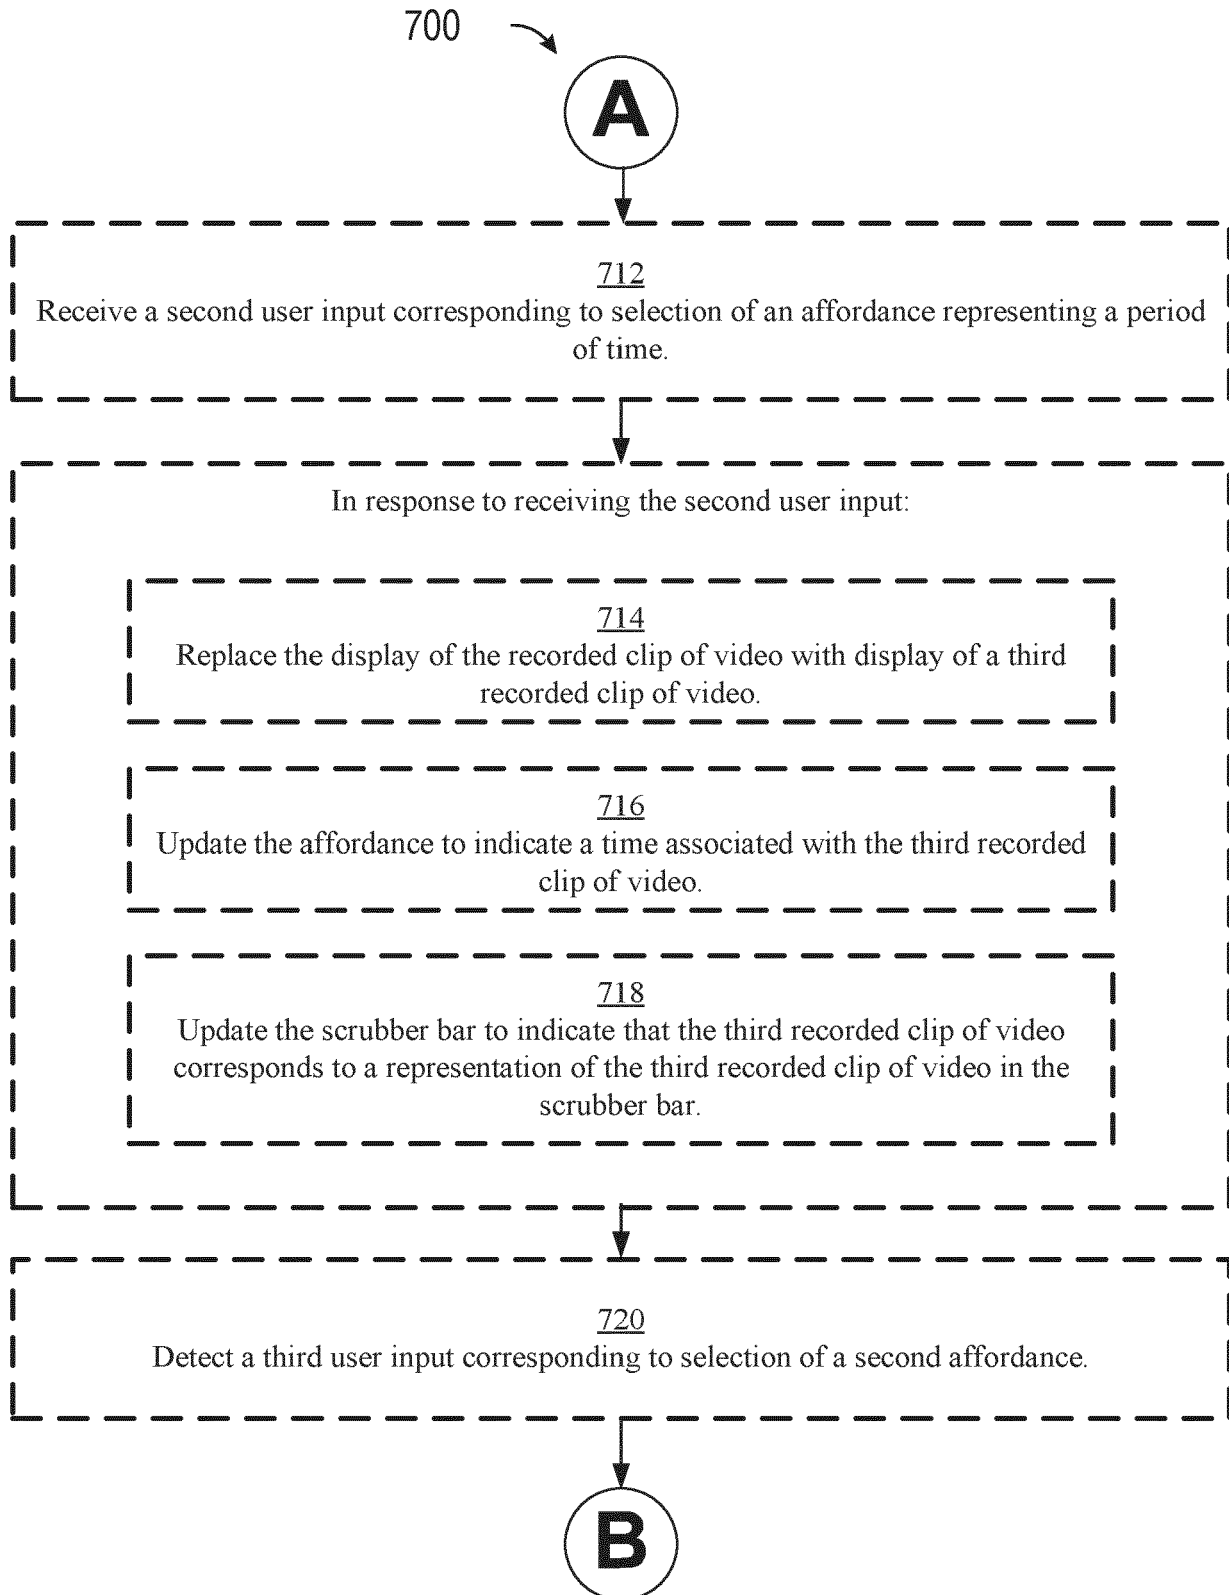 700
A
712
Receive a second user input corresponding to selection of an affordance representing a period
of time.
In response to receiving the second user input:
714
Replace the display of the recorded clip of video with display of a third
recorded clip of video.
716
Update the affordance to indicate a time associated with the third recorded
clip of video.
718
Update the scrubber bar to indicate that the third recorded clip of video
corresponds to a representation of the third recorded clip of video in the
scrubber bar.
720
Detect a third user input corresponding to selection of a second affordance.
B